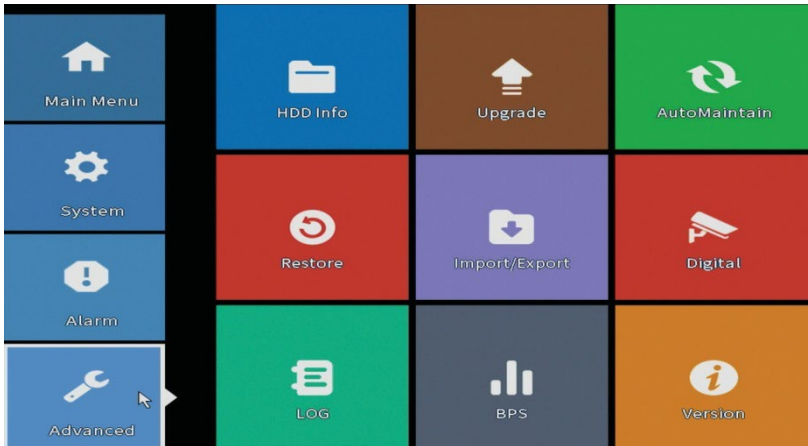 Main Menu
System
Alarm
Advanced
HDD Info
Upgrade
AutoMaintain
Restore
Import/Export
Digital
LOG
BPS
Version